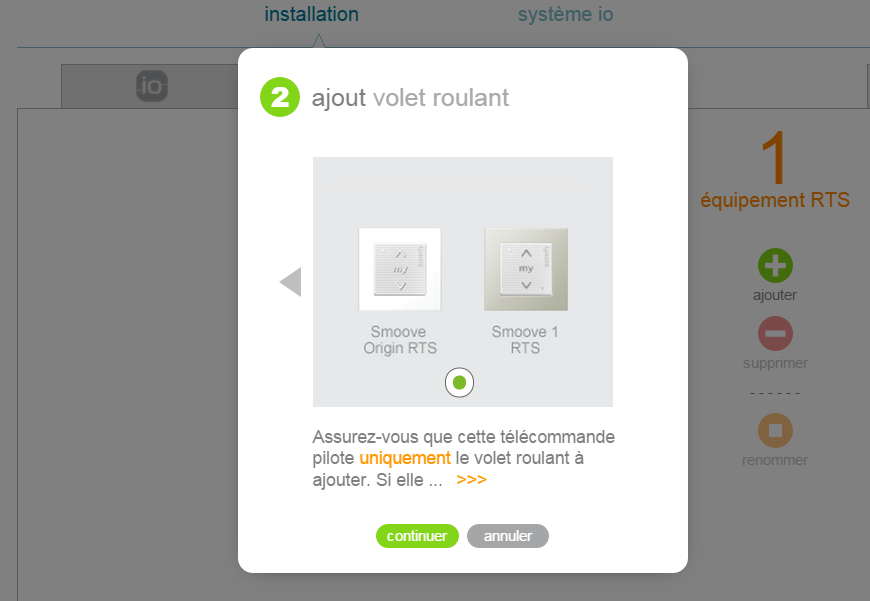 installation
système io
io
2
ajout volet roulant
1
équipement RTS
ajouter
supprimer
renommer
my
my
Smoove
Origin RTS
Smoove 1
RTS
Assurez-vous que cette télécommande
pilote uniquement le volet roulant à
ajouter. Si elle ... >>>
continuer
annuler